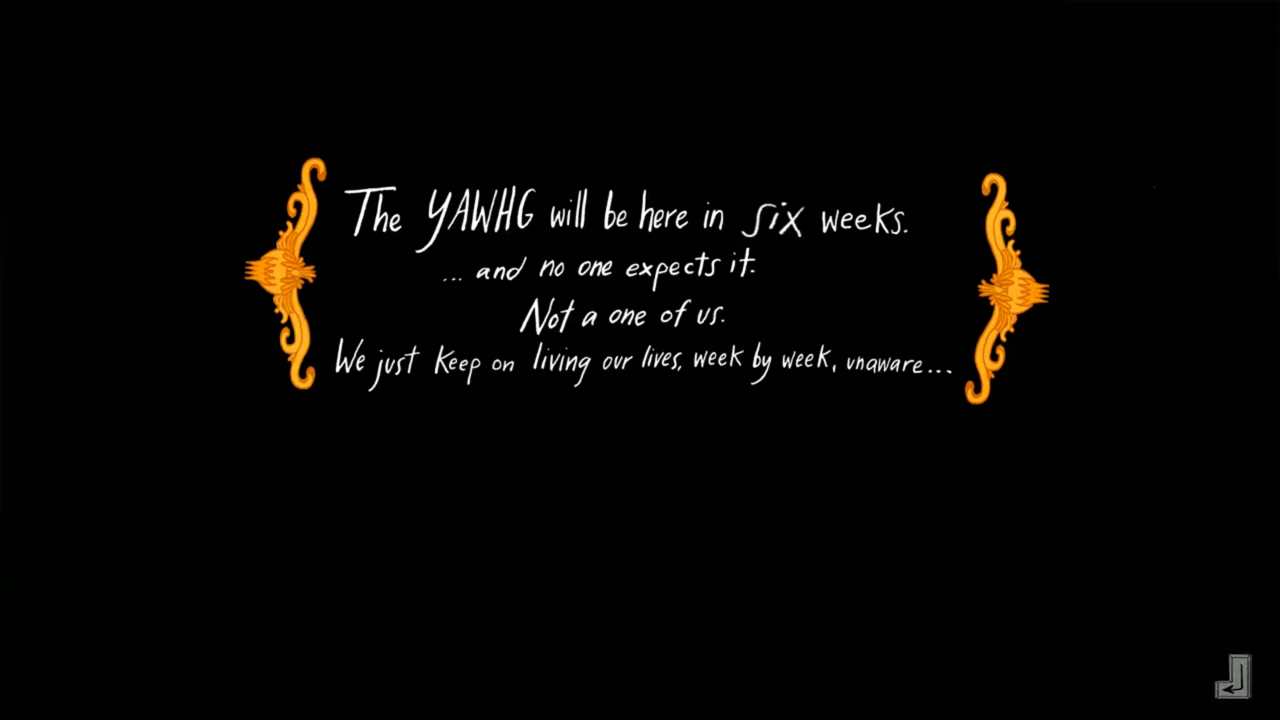 The YAWHG will be here in six weeks.
... and no one expects it.
Not a one of us.
We just keep on living our lives, week by week, unaware...